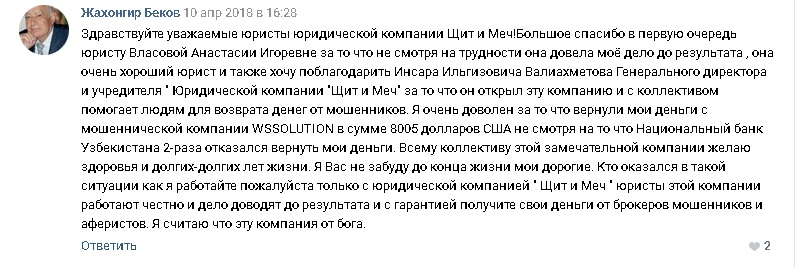 Жахонгир Беков 10 апр 2018 в 16:28
Здравствуйте уважаемые юристы юридической компании Щит и Меч!Большое спасибо в первую очередь
юристу Власовой Анастасии Игоревне за то что не смотря на трудности она довела моё дело до результата , она
очень хороший юрист и также хочу поблагодарить Инсара Ильгизовича Валиахметова Генерального директора
и учредителя " Юридической компании "Щит и Меч" за то что он открыл эту компанию и с коллективом
помогает людям для возврата денег от мошенников. Я очень доволен за то что вернули мои деньги с
мошеннической компании WSSOLUTION в сумме 8005 долларов США не смотря на то что Национальный банк
Узбекистана 2-раза отказался вернуть мои деньги. Всему коллективу этой замечательной компании желаю
здоровья и долгих-долгих лет жизни. Я Вас не забуду до конца жизни мои дорогие. Кто оказался в такой
ситуации как я работайте пожалуйста только с юридической компанией " Щит и Меч " юристы этой компании
работают честно и дело доводят до результата и с гарантией получите свои деньги от брокеров мошенников и
аферистов. Я считаю что эту компания от бога.
Ответить 2